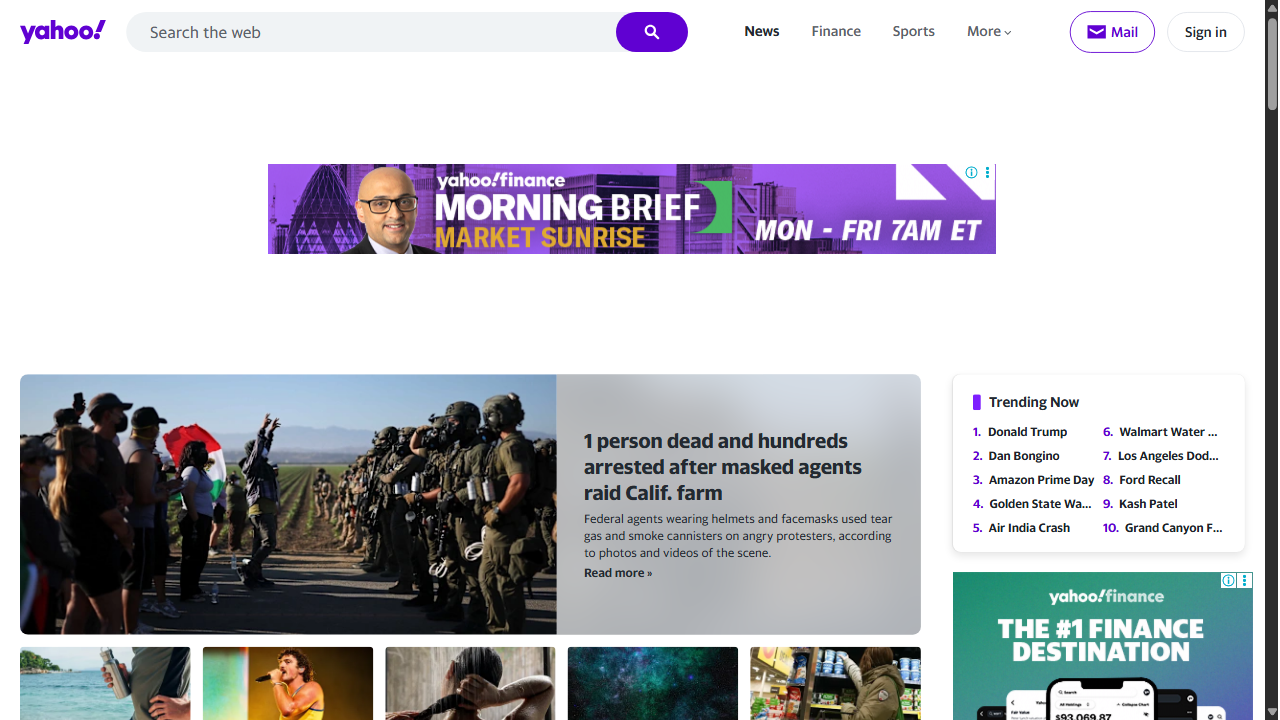 yahoo!
Search the web
News
Finance
Sports
More
Mail
Sign in
yahoo!finance
MORNING BRIEF
MARKET SUNRISE
MON - FRI 7AM ET
1 person dead and hundreds
arrested after masked agents
raid Calif. farm
Federal agents wearing helmets and facemasks used tear
gas and smoke cannisters on angry protesters, according
to photos and videos of the scene.
Read more »
Trending Now
1. Donald Trump
2. Dan Bongino
3. Amazon Prime Day
4. Golden State Wa...
5. Air India Crash
6. Walmart Water ...
7. Los Angeles Dod...
8. Ford Recall
9. Kash Patel
10. Grand Canyon F...
yahoo!finance
THE #1 FINANCE
DESTINATION
Search
All Holdings
Collapse Chart
$93,069.87